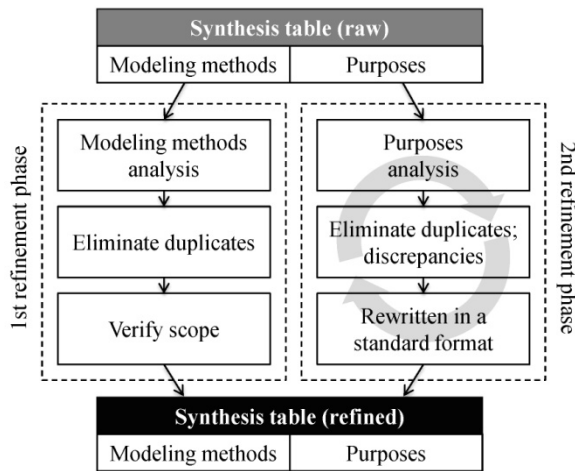 Synthesis table (raw)
Modeling methods
Purposes
1st refinement phase
Modeling methods
analysis
Eliminate duplicates
Verify scope
Purposes
analysis
Eliminate duplicates;
discrepancies
Rewritten in a
standard format
2nd refinement phase
Synthesis table (refined)
Modeling methods
Purposes